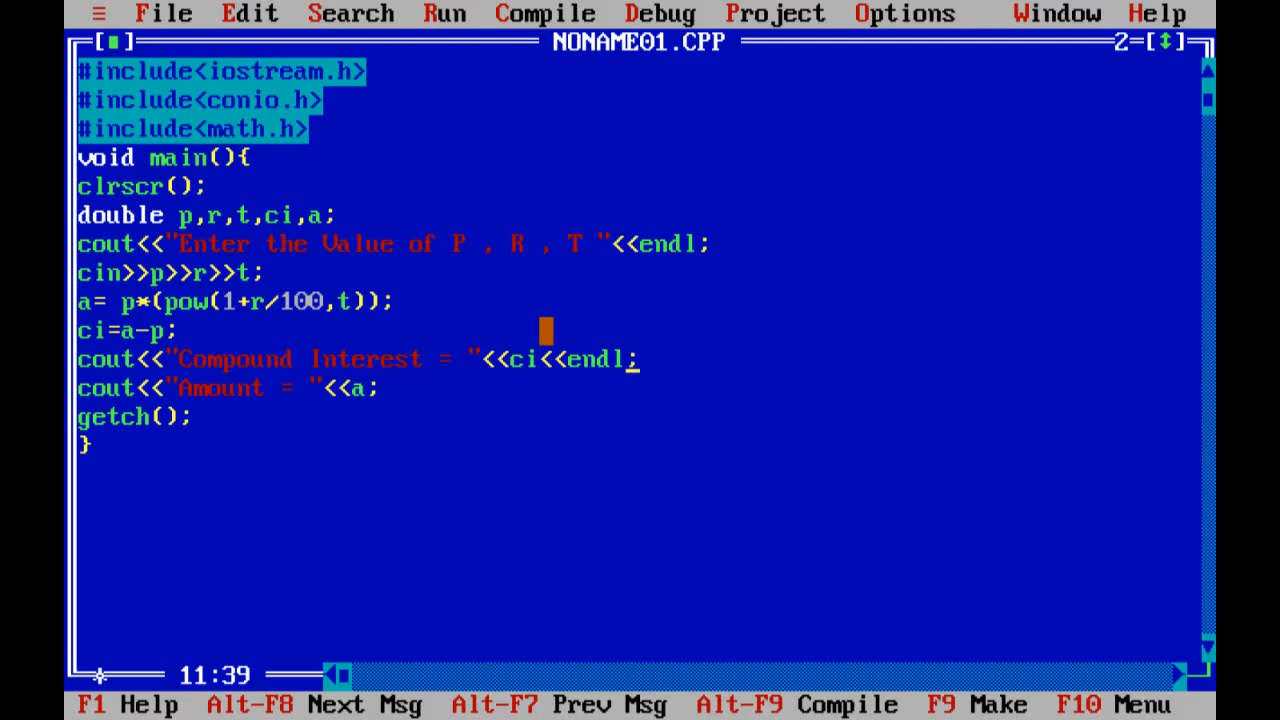 ≡ File Edit Search Run Compile Debug Project Options Window Help
[■] NONAME01.CPP 2=[↕]
#include<iostream.h>
#include<conio.h>
#include<math.h>
void main(){
clrscr();
double p,r,t,ci,a;
cout<<"Enter the Value of P , R , T "<<endl;
cin>>p>>r>>t;
a= p*(pow(1+r/100,t));
ci=a-p;
cout<<"Compound Interest = "<<ci<<endl;
cout<<"Amount = "<<a;
getch();
}
11:39
F1 Help Alt-F8 Next Msg Alt-F7 Prev Msg Alt-F9 Compile F9 Make F10 Menu